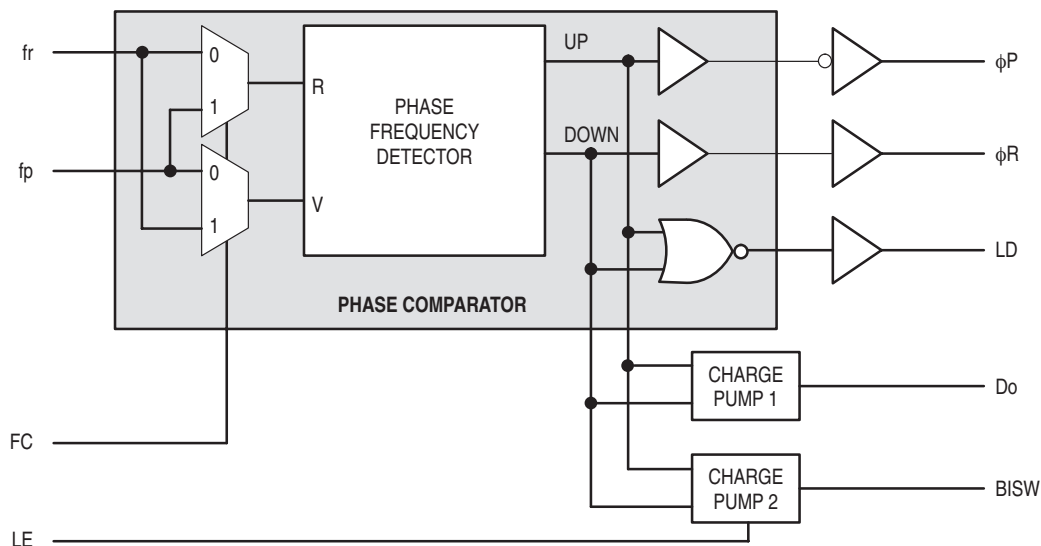 fr
0
1
R
PHASE
FREQUENCY
DETECTOR
UP
ϕP
fp
0
1
V
DOWN
ϕR
LD
PHASE COMPARATOR
CHARGE
PUMP 1
Do
FC
CHARGE
PUMP 2
BISW
LE